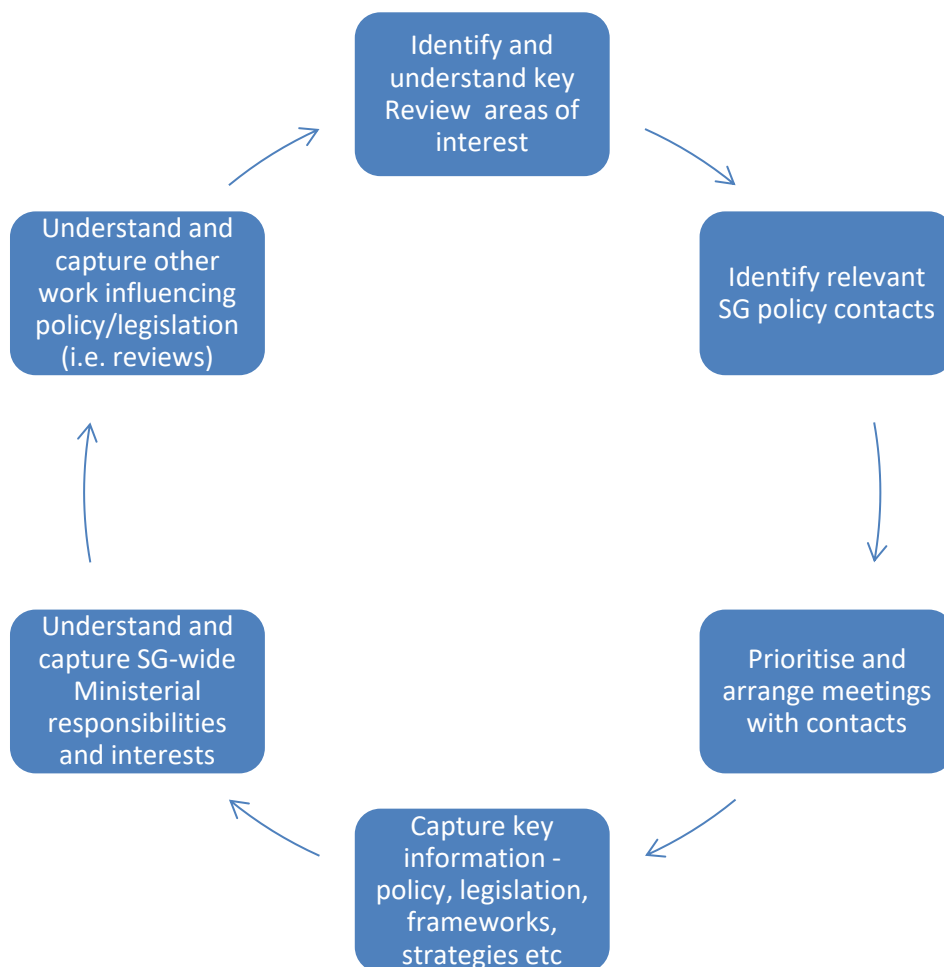 Identify and
understand key
Review areas of
interest
Identify relevant
SG policy contacts
Prioritise and
arrange meetings
with contacts
Capture key
information -
policy, legislation,
frameworks,
strategies etc
Understand and
capture SG-wide
Ministerial
responsibilities
and interests
Understand and
capture other
work influencing
policy/legislation
(i.e. reviews)